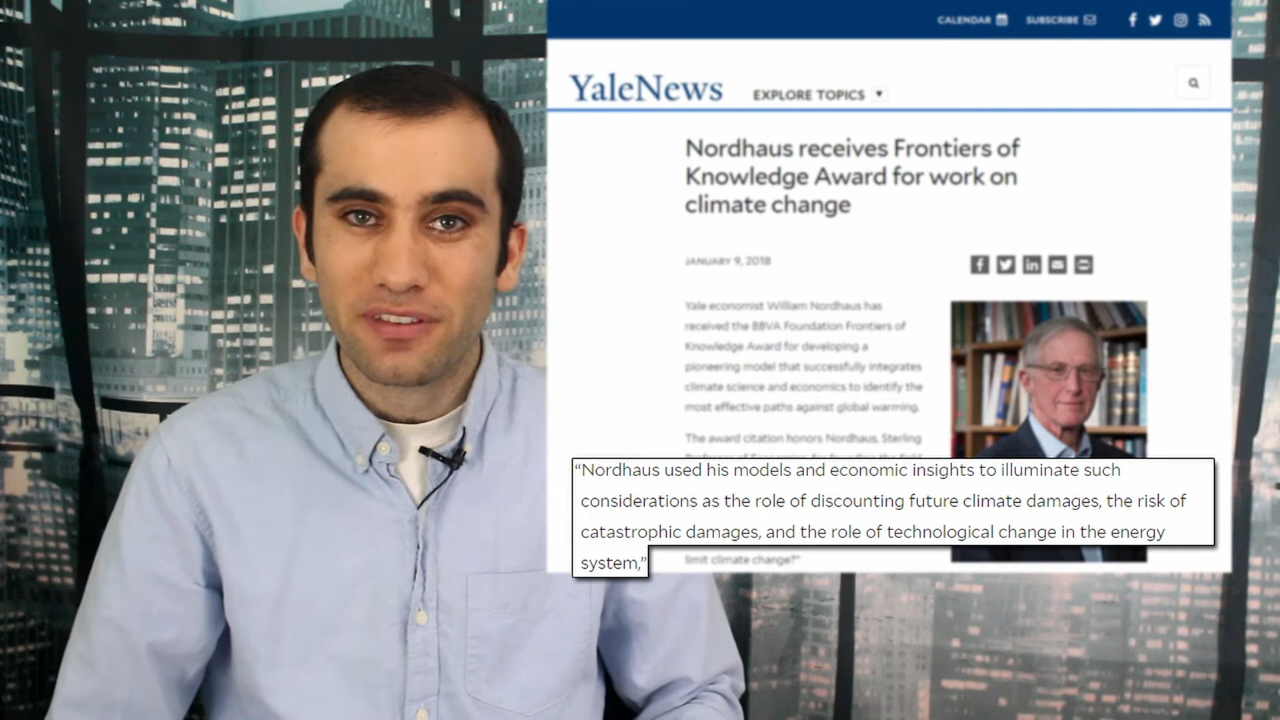 CALENDAR SUBSCRIBE
YaleNews
EXPLORE TOPICS
Nordhaus receives Frontiers of
Knowledge Award for work on
climate change
JANUARY 9, 2018
Yale economist William Nordhaus has
received the BBVA Foundation Frontiers of
Knowledge Award for developing a
pioneering model that successfully integrates
climate science and economics to identify the
most effective paths against global warming.
The award citation honors Nordhaus, Sterling
“Nordhaus used his models and economic insights to illuminate such
considerations as the role of discounting future climate damages, the risk of
catastrophic damages, and the role of technological change in the energy
system,”
limit climate change?"